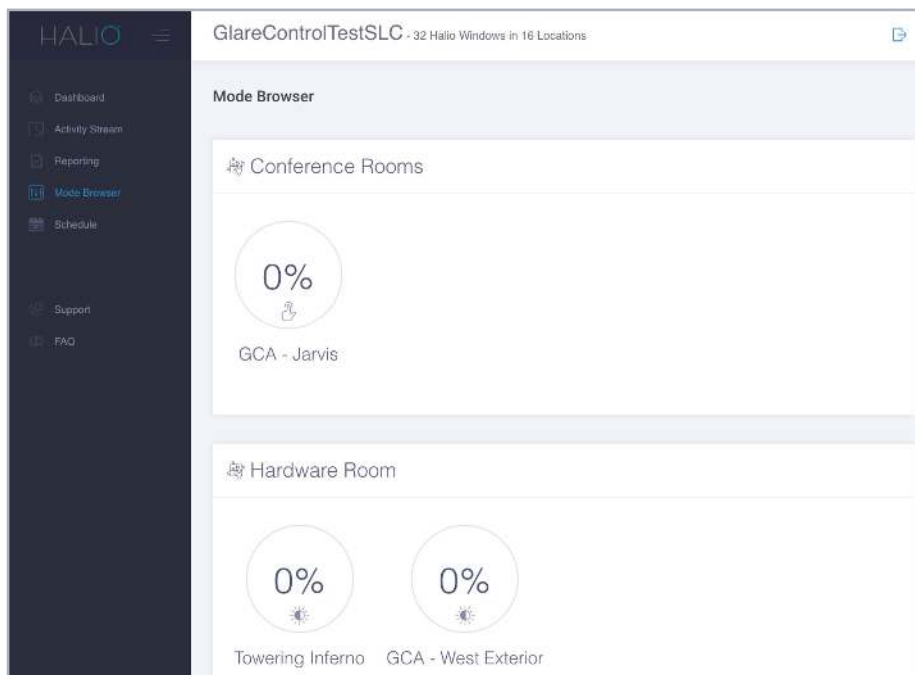 HALIO
GlareControlTestSLC - 32 Halio Windows in 16 Locations
Dashboard
Activity Stream
Reporting
Mode Browser
Schedule
Support
FAQ
Mode Browser
Conference Rooms
0%
GCA - Jarvis
Hardware Room
0% 0%
Towering Inferno GCA - West Exterior